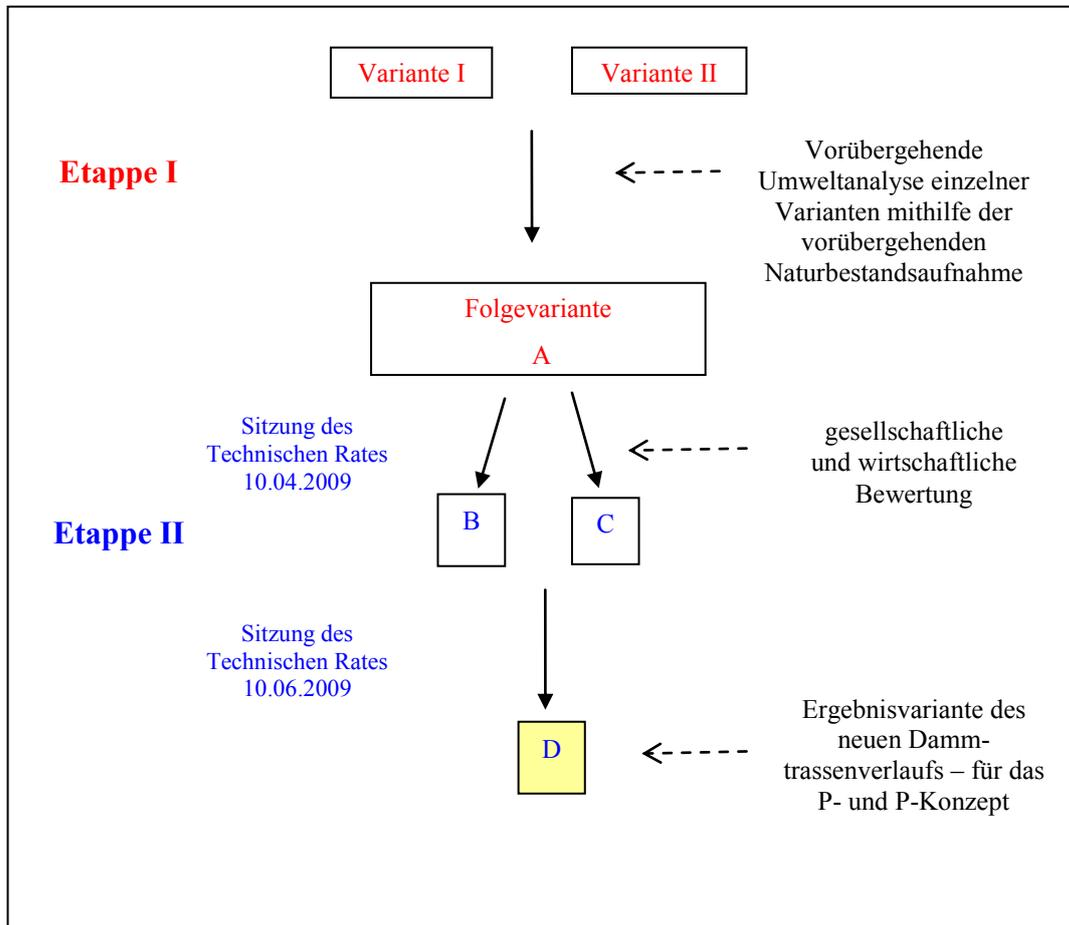 Variante I
Variante II
Etappe I
Vorübergehende
Umweltanalyse einzelner
Varianten mithilfe der
vorübergehenden
Naturbestandsaufnahme
Folgevariante
A
Sitzung des
Technischen Rates
10.04.2009
gesellschaftliche
und wirtschaftliche
Bewertung
Etappe II
B
C
Sitzung des
Technischen Rates
10.06.2009
D
Ergebnisvariante des
neuen Damm-
trassenverlaufs – für das
P- und P-Konzept